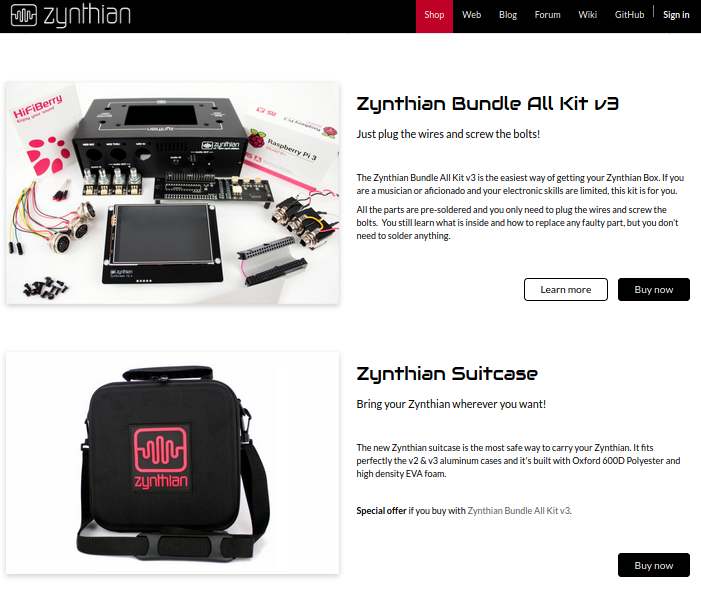 zynthian
Shop Web Blog Forum Wiki GitHub Sign in
HiFiBerry
Enjoy your sound
zynthian
Raspberry Pi 3
zynthian
Zynthian Bundle All Kit v3
Just plug the wires and screw the bolts!
The Zynthian Bundle All Kit v3 is the easiest way of getting your Zynthian Box. If you
are a musician or aficionado and your electronic skills are limited, this kit is for you.
All the parts are pre-soldered and you only need to plug the wires and screw the
bolts. You still learn what is inside and how to replace any faulty part, but you don't
need to solder anything.
Learn more Buy now
zynthian
Zynthian Suitcase
Bring your Zynthian wherever you want!
The new Zynthian suitcase is the most safe way to carry your Zynthian. It fits
perfectly the v2 & v3 aluminum cases and it's built with Oxford 600D Polyester and
high density EVA foam.
Special offer if you buy with Zynthian Bundle All Kit v3.
Buy now